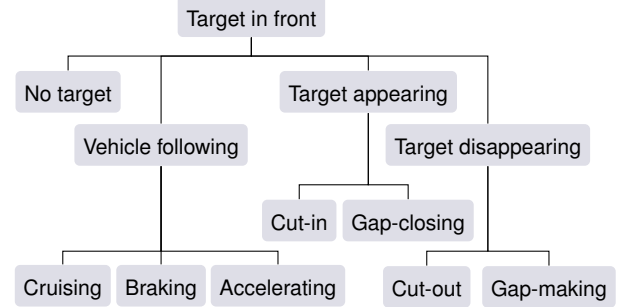 Target in front
No target
Target appearing
Vehicle following
Target disappearing
Cut-in
Gap-closing
Cruising
Braking
Accelerating
Cut-out
Gap-making